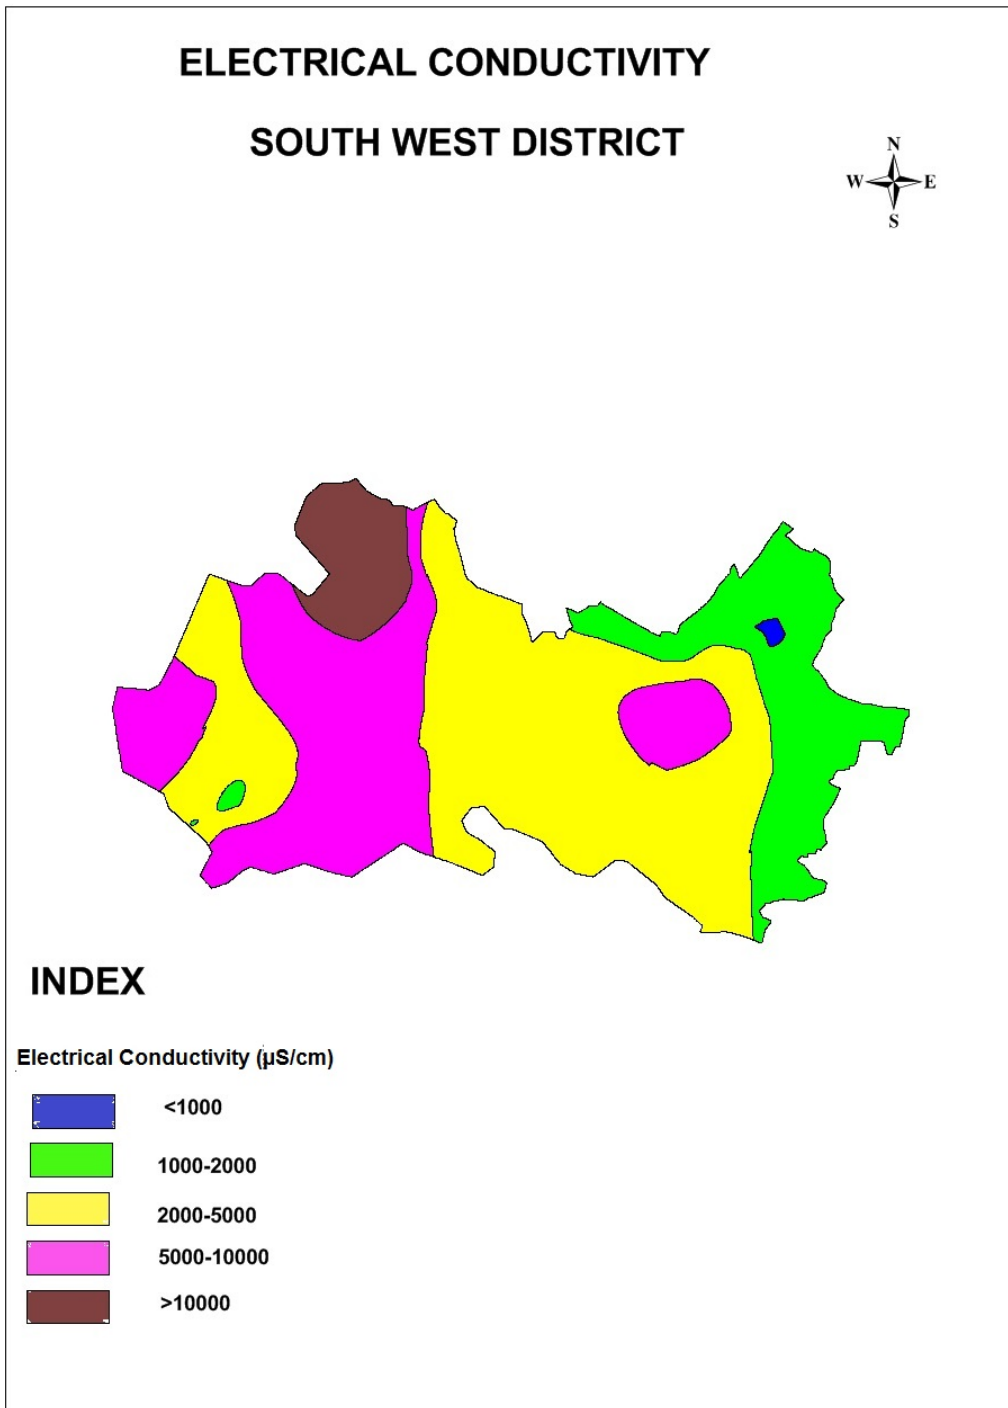 ELECTRICAL CONDUCTIVITY
SOUTH WEST DISTRICT
N
W E
S
INDEX
Electrical Conductivity (µS/cm)
<1000
1000-2000
2000-5000
5000-10000
>10000